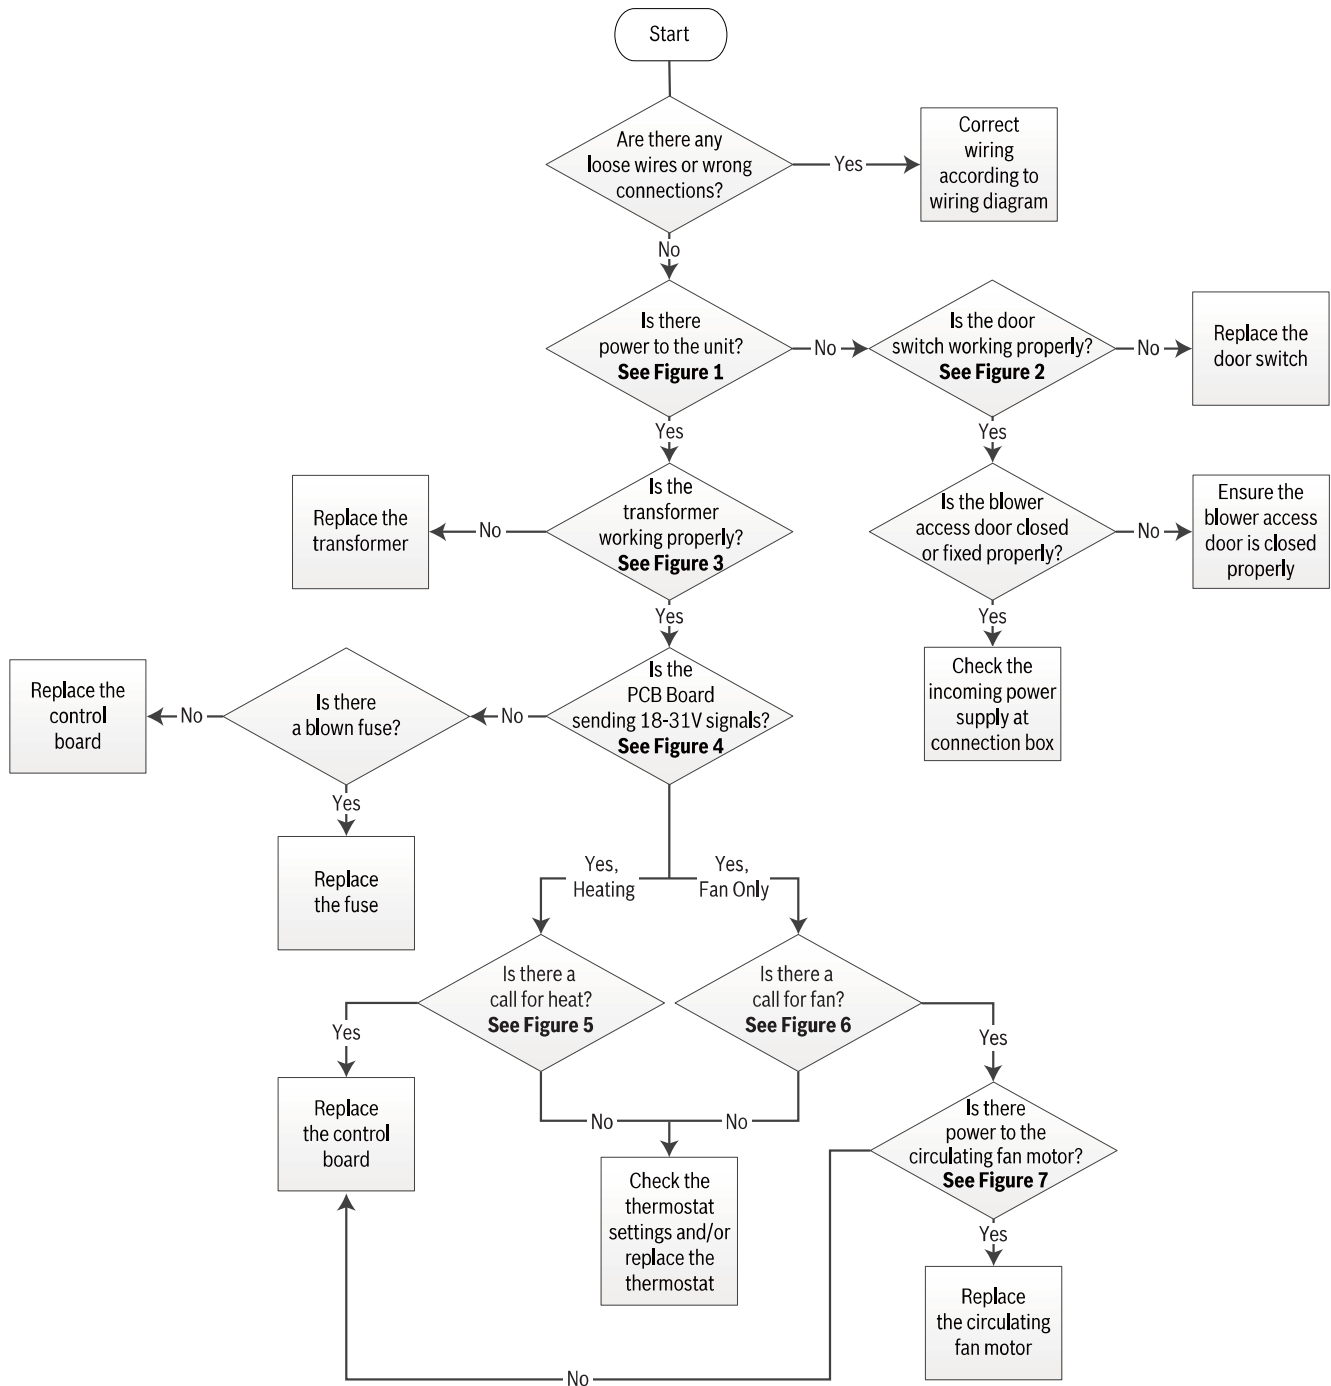 Start
Are there any
loose wires or wrong
connections?
Yes
Correct
wiring
according to
wiring diagram
No
Is there
power to the unit?
See Figure 1
No
Is the door
switch working properly?
See Figure 2
No
Replace the
door switch
Yes
Yes
Replace the
transformer
No
Is the
transformer
working properly?
See Figure 3
Is the blower
access door closed
or fixed properly?
No
Ensure the
blower access
door is closed
properly
Yes
Yes
Replace the
control
board
No
Is there
a blown fuse?
No
Is the
PCB Board
sending 18-31V signals?
See Figure 4
Check the
incoming power
supply at
connection box
Yes
Replace
the fuse
Yes,
Heating
Yes,
Fan Only
Is there a
call for heat?
See Figure 5
Is there a
call for fan?
See Figure 6
Yes
Yes
Replace
the control
board
No
No
Is there
power to the
circulating fan motor?
See Figure 7
Check the
thermostat
settings and/or
replace the
thermostat
Yes
Replace
the circulating
fan motor
No